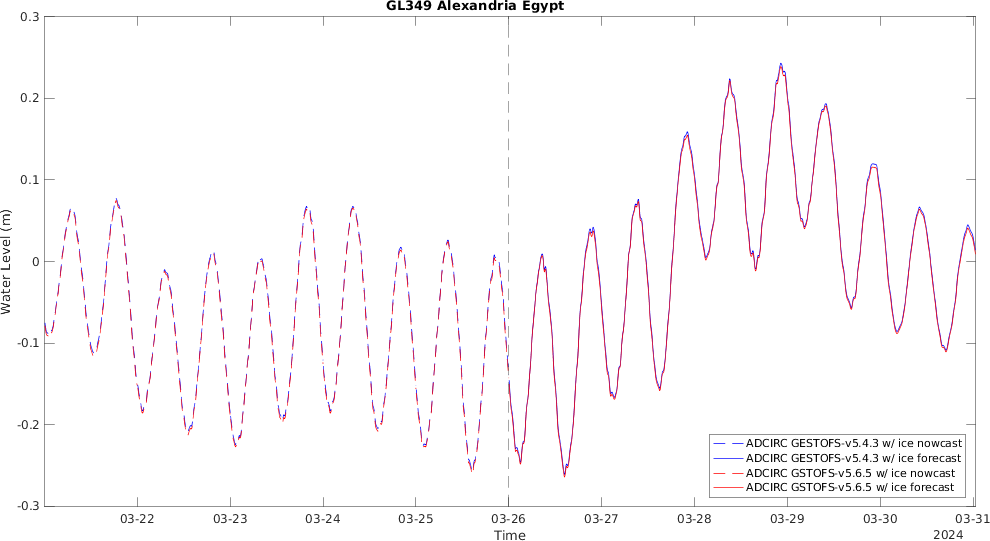 GL349 Alexandria Egypt
0.3
0.2
0.1
0
-0.1
-0.2
-0.3
Water Level (m)
ADCIRC GESTOFS-v5.4.3 w/ ice nowcast
ADCIRC GESTOFS-v5.4.3 w/ ice forecast
ADCIRC GSTOFS-v5.6.5 w/ ice nowcast
ADCIRC GSTOFS-v5.6.5 w/ ice forecast
03-22 03-23 03-24 03-25 03-26 03-27 03-28 03-29 03-30 03-31
Time
2024